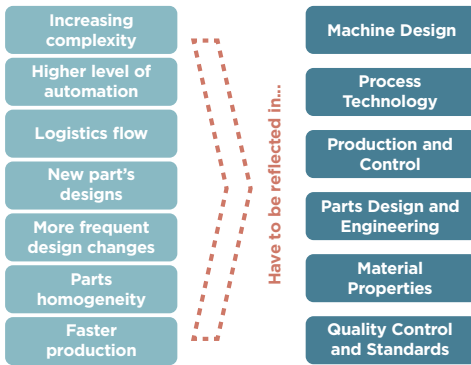 Increasing
complexity
Higher level of
automation
Logistics flow
New part's
designs
More frequent
design changes
Parts
homogeneity
Faster
production
Have to be reflected in...
Machine Design
Process
Technology
Production and
Control
Parts Design and
Engineering
Material
Properties
Quality Control
and Standards